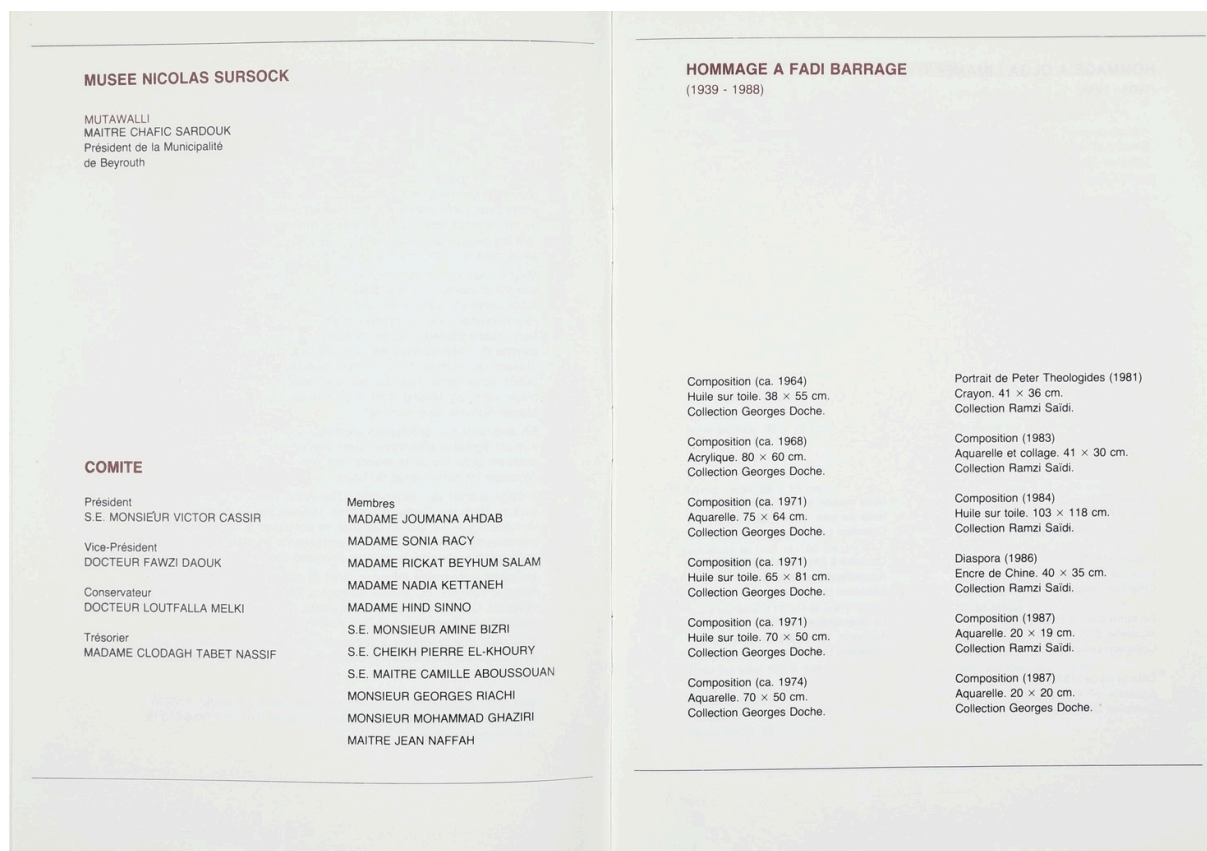 MUSEE NICOLAS SURSOCK
MUTAWALLI
MAITRE CHAFIC SARDOUK
Président de la Municipalité
de Beyrouth
COMITE
Président
S.E. MONSIEUR VICTOR CASSIR
Vice-Président
DOCTEUR FAWZI DAOUK
Conservateur
DOCTEUR LOUTFALLA MELKI
Trésorier
MADAME CLODAGH TABET NASSIF
Membres
MADAME JOUMANA AHDAB
MADAME SONIA RACY
MADAME RICKAT BEYHUM SALAM
MADAME NADIA KETTANEH
MADAME HIND SINNO
S.E. MONSIEUR AMINE BIZRI
S.E. CHEIKH PIERRE EL-KHOURY
S.E. MAITRE CAMILLE ABOUSSOUAN
MONSIEUR GEORGES RIACHI
MONSIEUR MOHAMMAD GHAZIRI
MAITRE JEAN NAFFAH
HOMMAGE A FADI BARRAGE
(1939 - 1988)
Composition (ca. 1964)
Huile sur toile. 38 × 55 cm.
Collection Georges Doche.
Composition (ca. 1968)
Acrylique. 80 × 60 cm.
Collection Georges Doche.
Composition (ca. 1971)
Aquarelle. 75 × 64 cm.
Collection Georges Doche.
Composition (ca. 1971)
Huile sur toile. 65 × 81 cm.
Collection Georges Doche.
Composition (ca. 1971)
Huile sur toile. 70 × 50 cm.
Collection Georges Doche.
Composition (ca. 1974)
Aquarelle. 70 × 50 cm.
Collection Georges Doche.
Portrait de Peter Theologides (1981)
Crayon. 41 × 36 cm.
Collection Ramzi Saïdi.
Composition (1983)
Aquarelle et collage. 41 × 30 cm.
Collection Ramzi Saïdi.
Composition (1984)
Huile sur toile. 103 × 118 cm.
Collection Ramzi Saïdi.
Diaspora (1986)
Encre de Chine. 40 × 35 cm.
Collection Ramzi Saïdi.
Composition (1987)
Aquarelle. 20 × 19 cm.
Collection Ramzi Saïdi.
Composition (1987)
Aquarelle. 20 × 20 cm.
Collection Georges Doche.